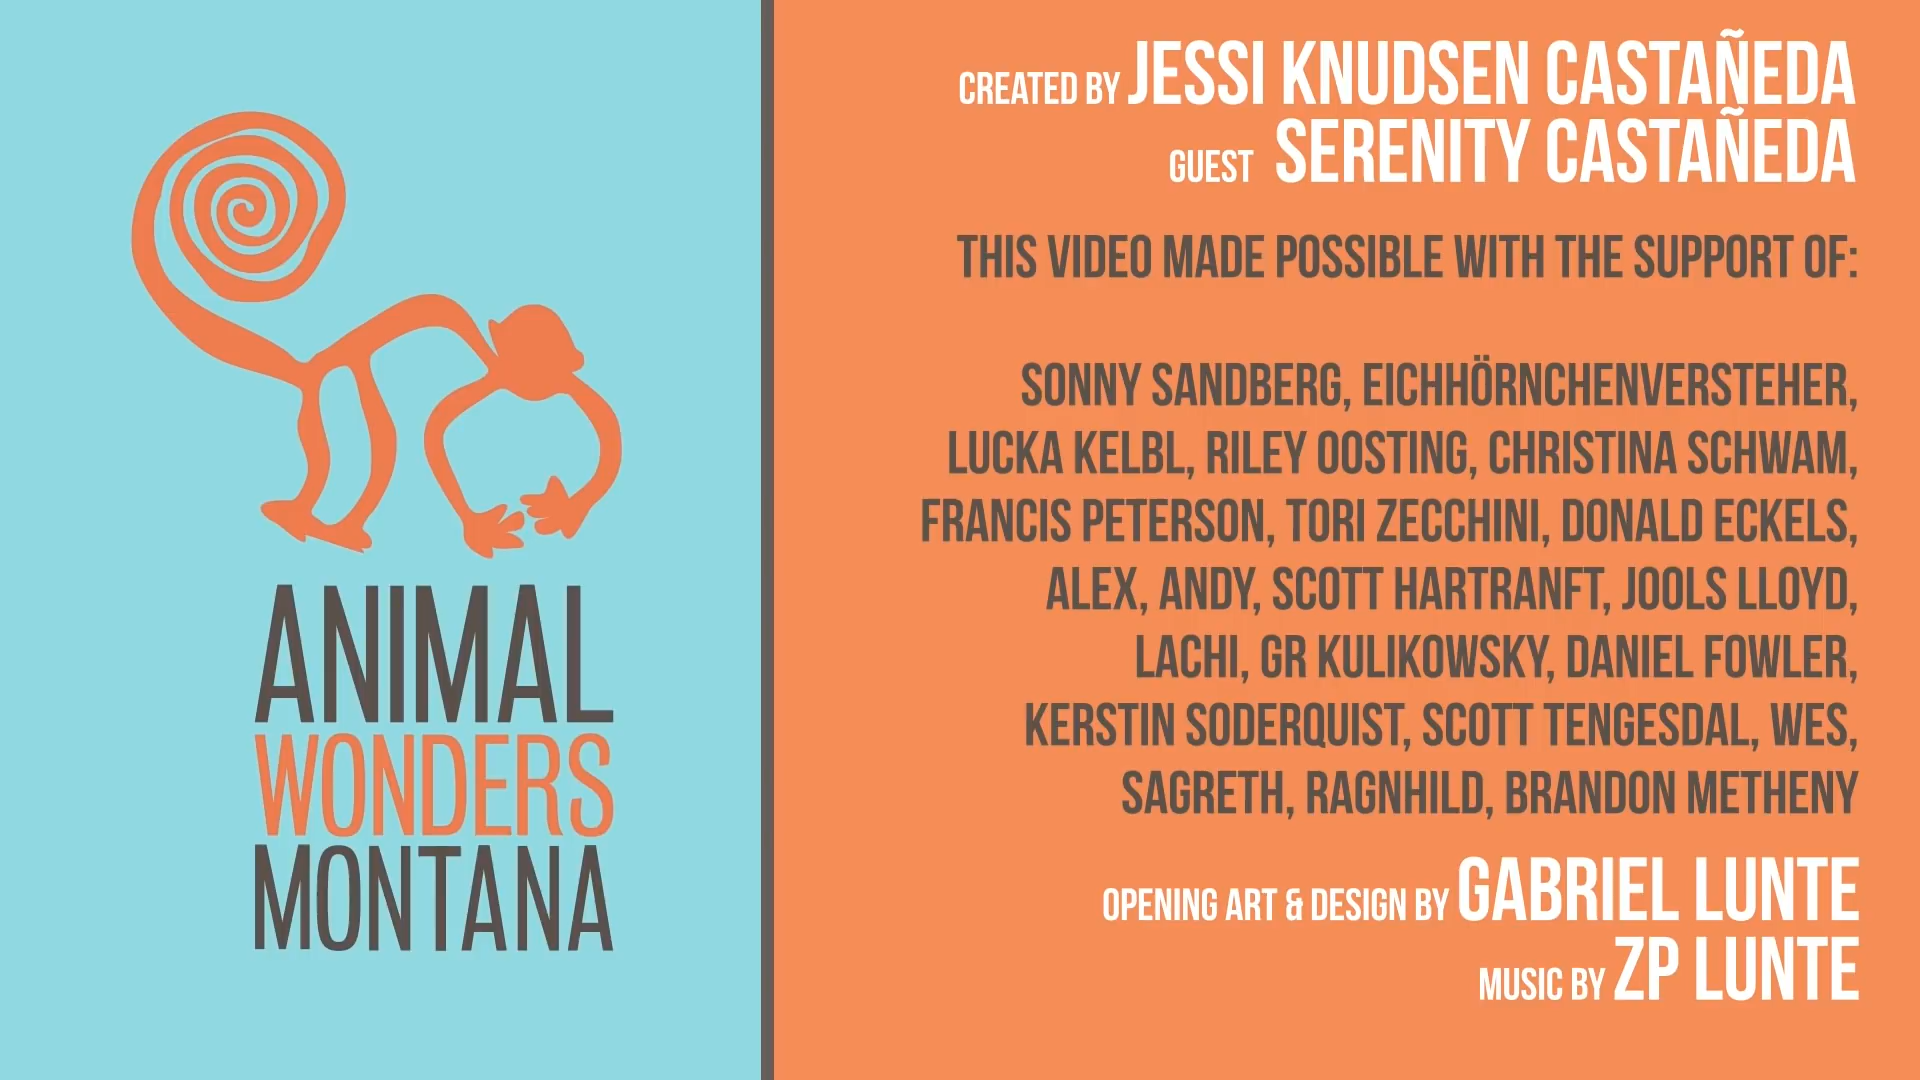 ANIMAL
WONDERS
MONTANA
CREATED BY JESSI KNUDSEN CASTAÑEDA
GUEST SERENITY CASTAÑEDA
THIS VIDEO MADE POSSIBLE WITH THE SUPPORT OF:
SONNY SANDBERG, EICHHÖRNCHENVERSTEHER,
LUCKA KELBL, RILEY OOSTING, CHRISTINA SCHWAM,
FRANCIS PETERSON, TORI ZECCHINI, DONALD ECKELS,
ALEX, ANDY, SCOTT HARTRANFT, JOOLS LLOYD,
LACHI, GR KULIKOWSKY, DANIEL FOWLER,
KERSTIN SODERQUIST, SCOTT TENGESDAL, WES,
SAGRETH, RAGNHILD, BRANDON METHENY
OPENING ART & DESIGN BY GABRIEL LUNTE
MUSIC BY ZP LUNTE